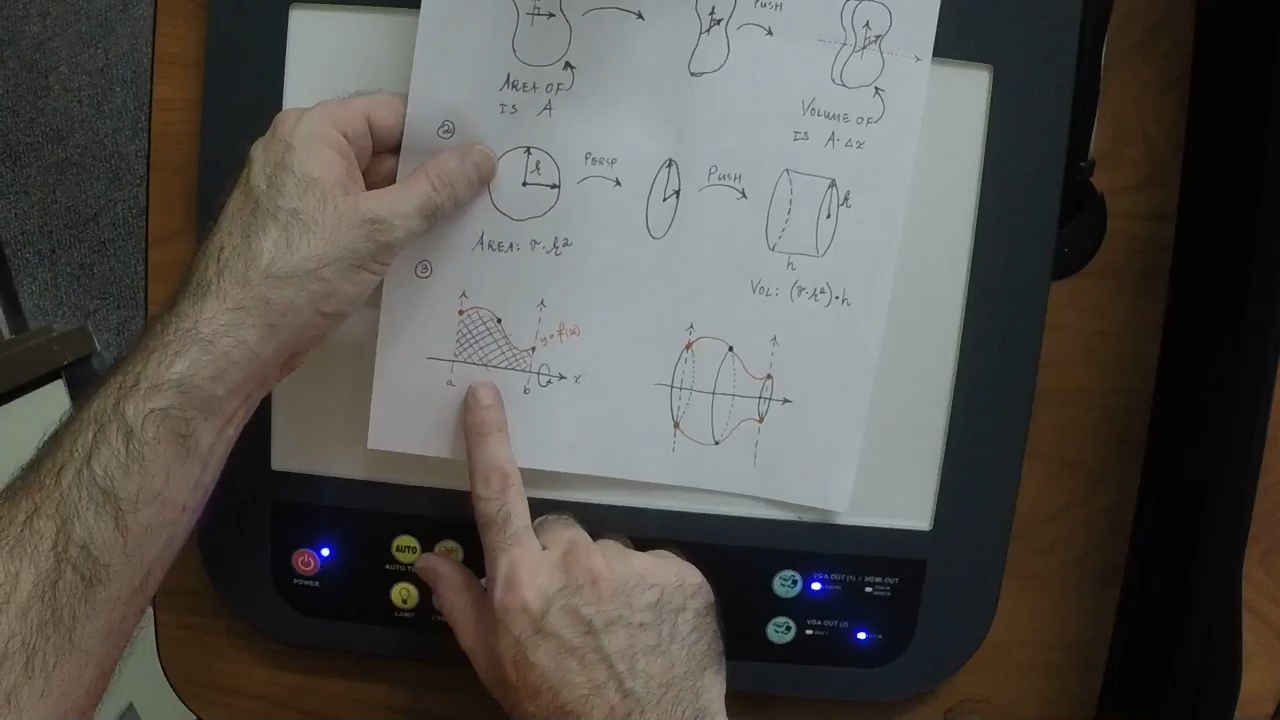 PUSH
AREA OF
IS A
VOLUME OF
IS A·Δx
②
r
PERSP
PUSH
r
h
AREA: π·r²
VOL: (π·r²)·h
③
y=f(x)
a
b
x
AUTO
POWER
LAMP
VGA OUT (1) / HDMI OUT
VGA OUT (2)